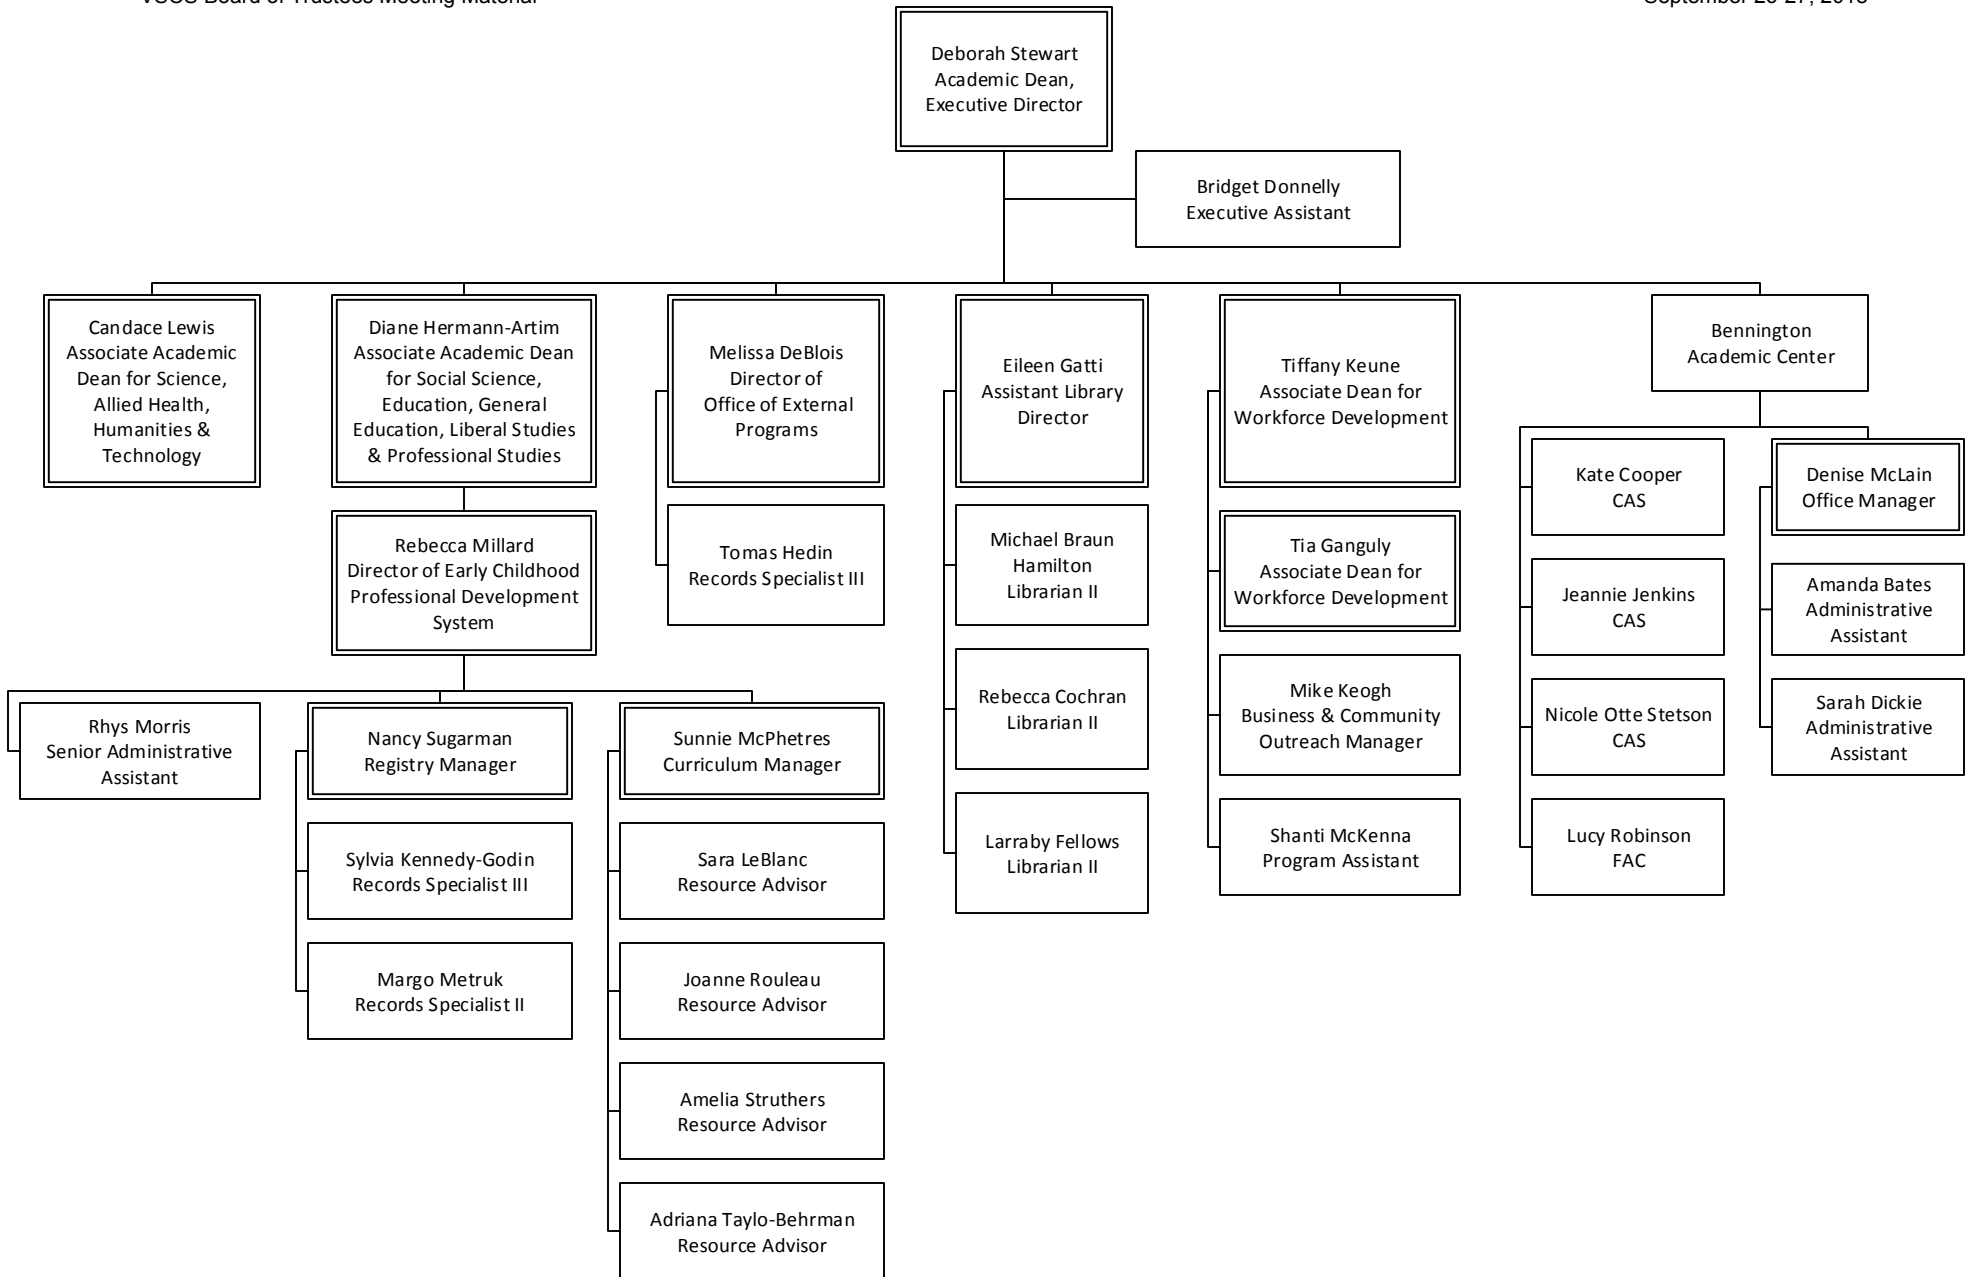 VSCS Board of Trustees Meeting Material
Deborah Stewart
Academic Dean,
Executive Director
Bridget Donnelly
Executive Assistant
Candace Lewis
Associate Academic
Dean for Science,
Allied Health,
Humanities &
Technology
Diane Hermann-Artim
Associate Academic Dean
for Social Science,
Education, General
Education, Liberal Studies
& Professional Studies
Melissa DeBlois
Director of
Office of External
Programs
Eileen Gatti
Assistant Library
Director
Tiffany Keune
Associate Dean for
Workforce Development
Bennington
Academic Center
Rebecca Millard
Director of Early Childhood
Professional Development
System
Tomas Hedin
Records Specialist III
Michael Braun
Hamilton
Librarian II
Rebecca Cochran
Librarian II
Larraby Fellows
Librarian II
Tia Ganguly
Associate Dean for
Workforce Development
Mike Keogh
Business & Community
Outreach Manager
Shanti McKenna
Program Assistant
Kate Cooper
CAS
Jeannie Jenkins
CAS
Nicole Otte Stetson
CAS
Lucy Robinson
FAC
Denise McLain
Office Manager
Amanda Bates
Administrative
Assistant
Sarah Dickie
Administrative
Assistant
Rhys Morris
Senior Administrative
Assistant
Nancy Sugarman
Registry Manager
Sylvia Kennedy-Godin
Records Specialist III
Margo Metruk
Records Specialist II
Sunnie McPhetres
Curriculum Manager
Sara LeBlanc
Resource Advisor
Joanne Rouleau
Resource Advisor
Amelia Struthers
Resource Advisor
Adriana Taylo-Behrman
Resource Advisor